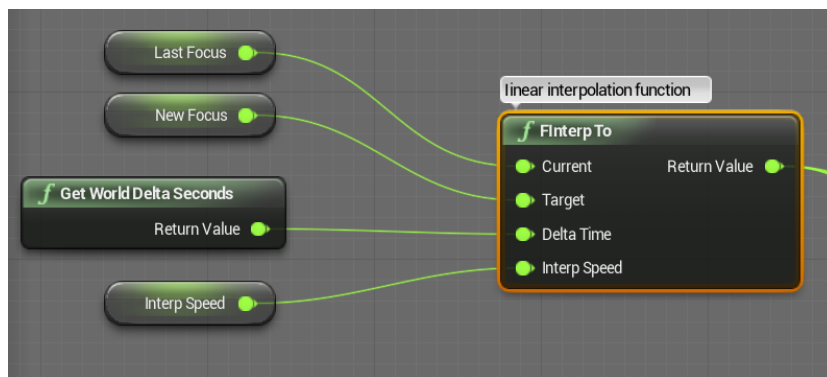 Last Focus
New Focus
f Get World Delta Seconds
Return Value
Interp Speed
linear interpolation function
f FInterp To
Current
Return Value
Target
Delta Time
Interp Speed